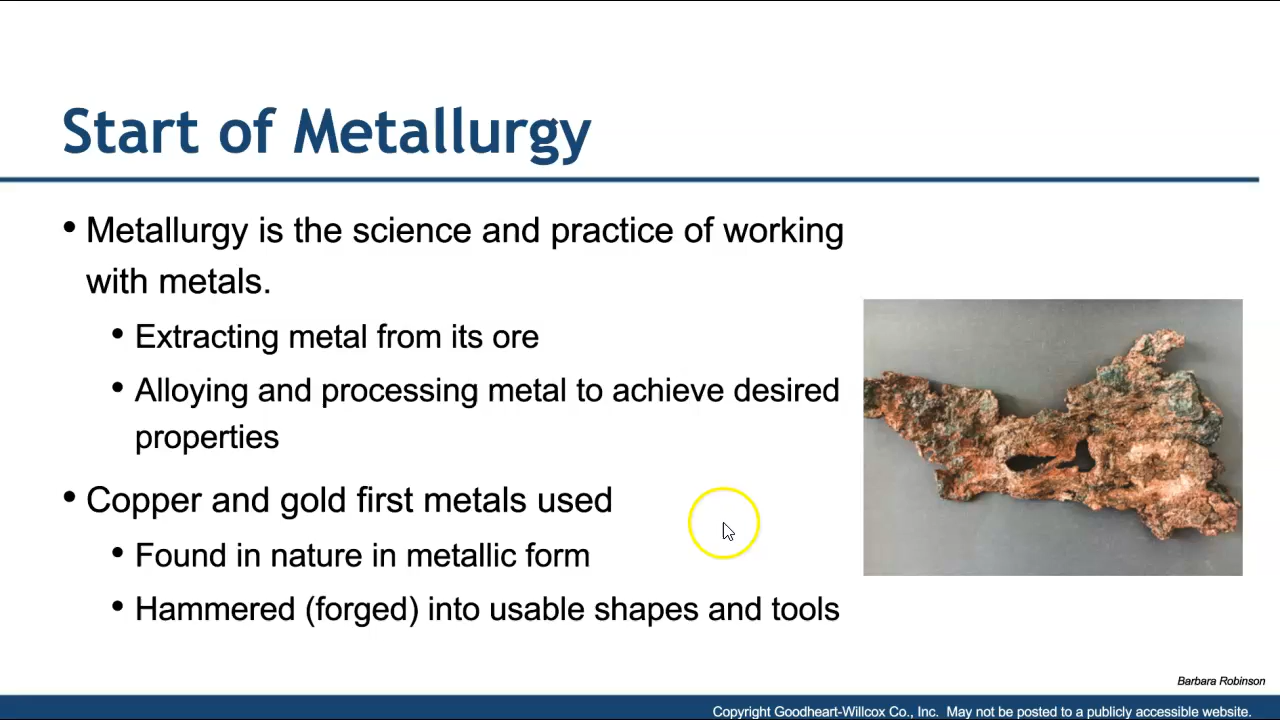 Start of Metallurgy
• Metallurgy is the science and practice of working
with metals.
• Extracting metal from its ore
• Alloying and processing metal to achieve desired
properties
• Copper and gold first metals used
• Found in nature in metallic form
• Hammered (forged) into usable shapes and tools
Barbara Robinson
Copyright Goodheart-Willcox Co., Inc. May not be posted to a publicly accessible website.